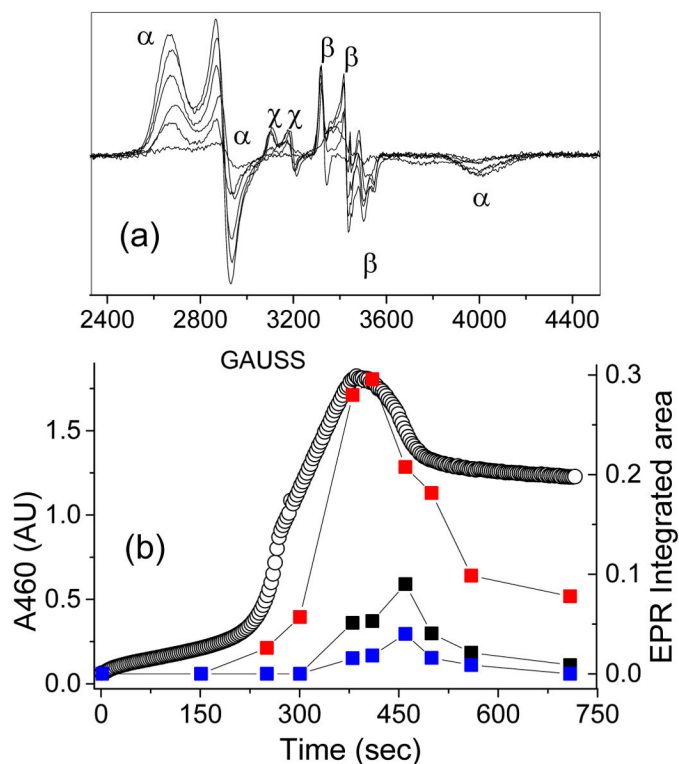 α
β
β
χ χ
α
α
(a)
β
2400 2800 3200 3600 4000 4400
GAUSS
A460 (AU)
1.5
1.0
0.5
0.0
(b)
0.3
0.2
0.1
0.0
EPR Integrated area
0 150 300 450 600 750
Time (sec)